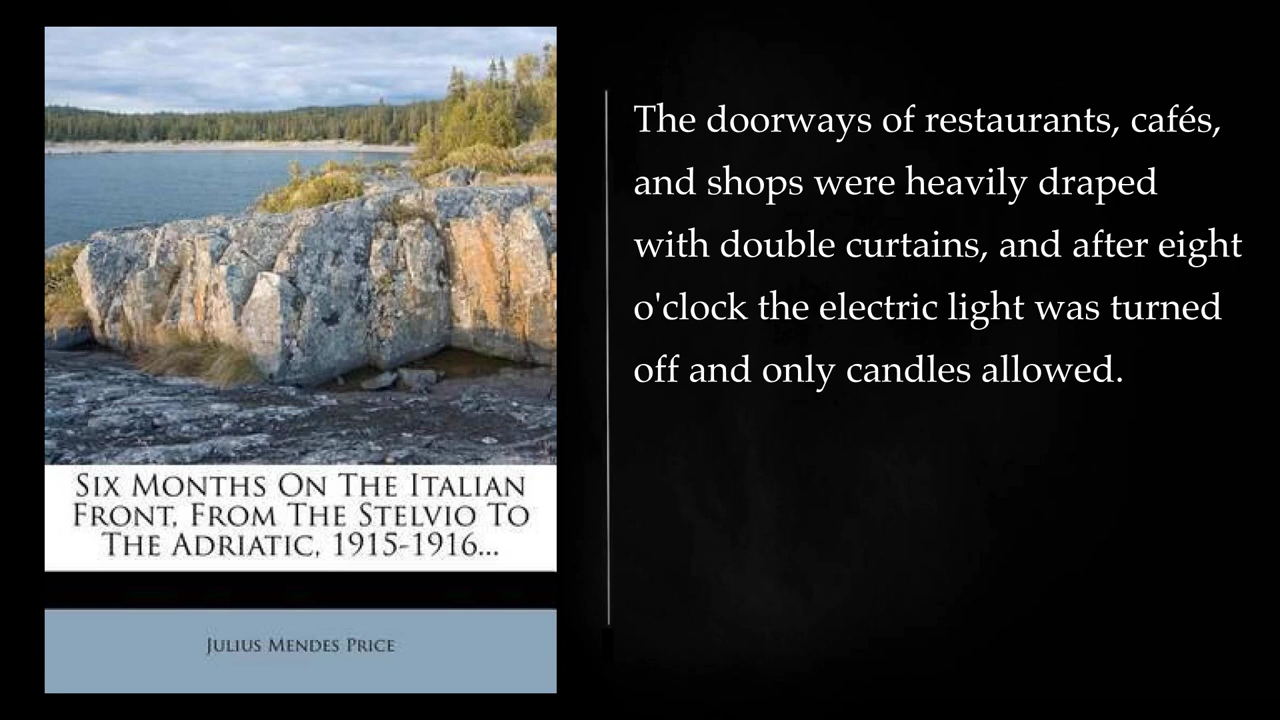 SIX MONTHS ON THE ITALIAN
FRONT, FROM THE STELVIO TO
THE ADRIATIC, 1915-1916...
JULIUS MENDES PRICE
The doorways of restaurants, cafés,
and shops were heavily draped
with double curtains, and after eight
o'clock the electric light was turned
off and only candles allowed.